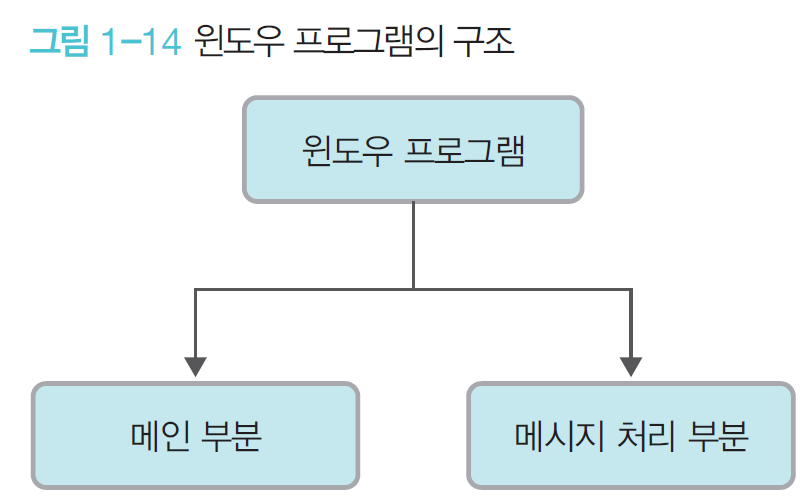 그림 1-14 윈도우 프로그램의 구조
윈도우 프로그램
메인 부분
메시지 처리 부분